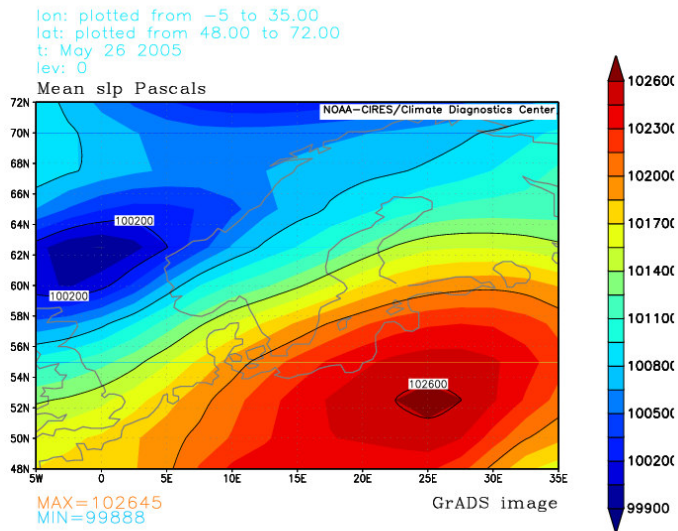 lon: plotted from -5 to 35.00
lat: plotted from 48.00 to 72.00
t: May 26 2005
lev: 0
Mean slp Pascals
NOAA-CIRES/Climate Diagnostics Center
72N
70N
68N
66N
64N
62N
60N
58N
56N
54N
52N
50N
48N
100200
100200
102600
5W
0
5E
10E
15E
20E
25E
30E
35E
102600
102300
102000
101700
101400
101100
100800
100500
100200
99900
MAX=102645
MIN=99888
GrADS image